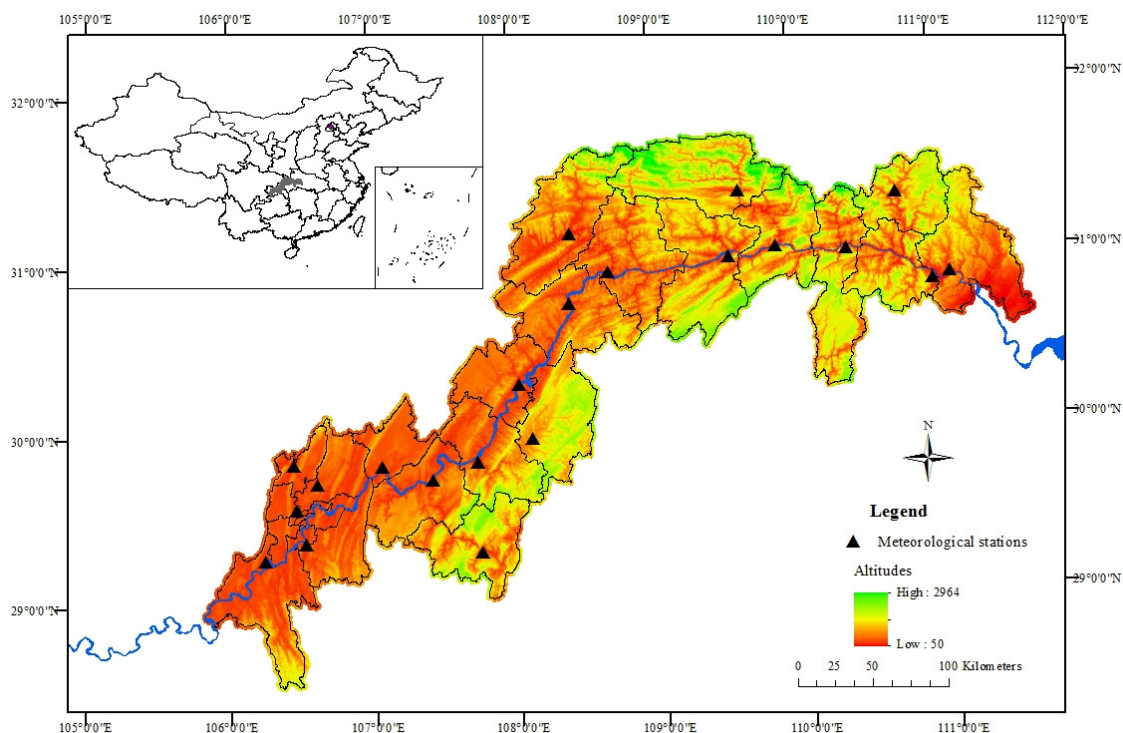 105°0'0"E 106°0'0"E 107°0'0"E 108°0'0"E 109°0'0"E 110°0'0"E 111°0'0"E 112°0'0"E
32°0'0"N
32°0'0"N
31°0'0"N
31°0'0"N
30°0'0"N
30°0'0"N
29°0'0"N
29°0'0"N
N
Legend
Meteorological stations
Altitudes
High : 2964
Low : 50
0 25 50 100 Kilometers
105°0'0"E 106°0'0"E 107°0'0"E 108°0'0"E 109°0'0"E 110°0'0"E 111°0'0"E